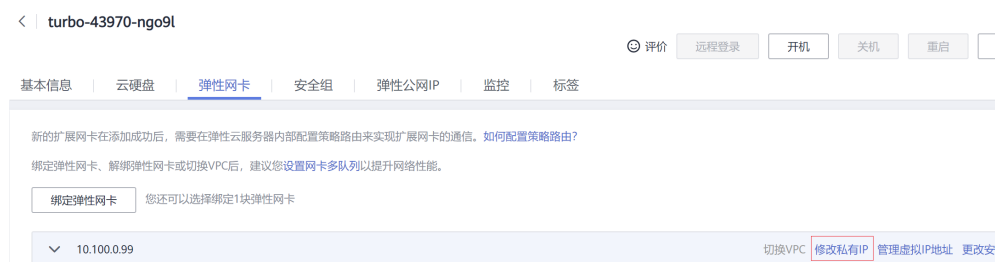 turbo-43970-ngo9l
评价 远程登录 开机 关机 重启
基本信息 云硬盘 弹性网卡 安全组 弹性公网IP 监控 标签
新的扩展网卡在添加成功后，需要在弹性云服务器内部配置策略路由来实现扩展网卡的通信。如何配置策略路由？
绑定弹性网卡、解绑弹性网卡或切换VPC后，建议您设置网卡多队列以提升网络性能。
绑定弹性网卡 您还可以选择绑定1块弹性网卡
10.100.0.99 切换VPC 修改私有IP 管理虚拟IP地址 更改安